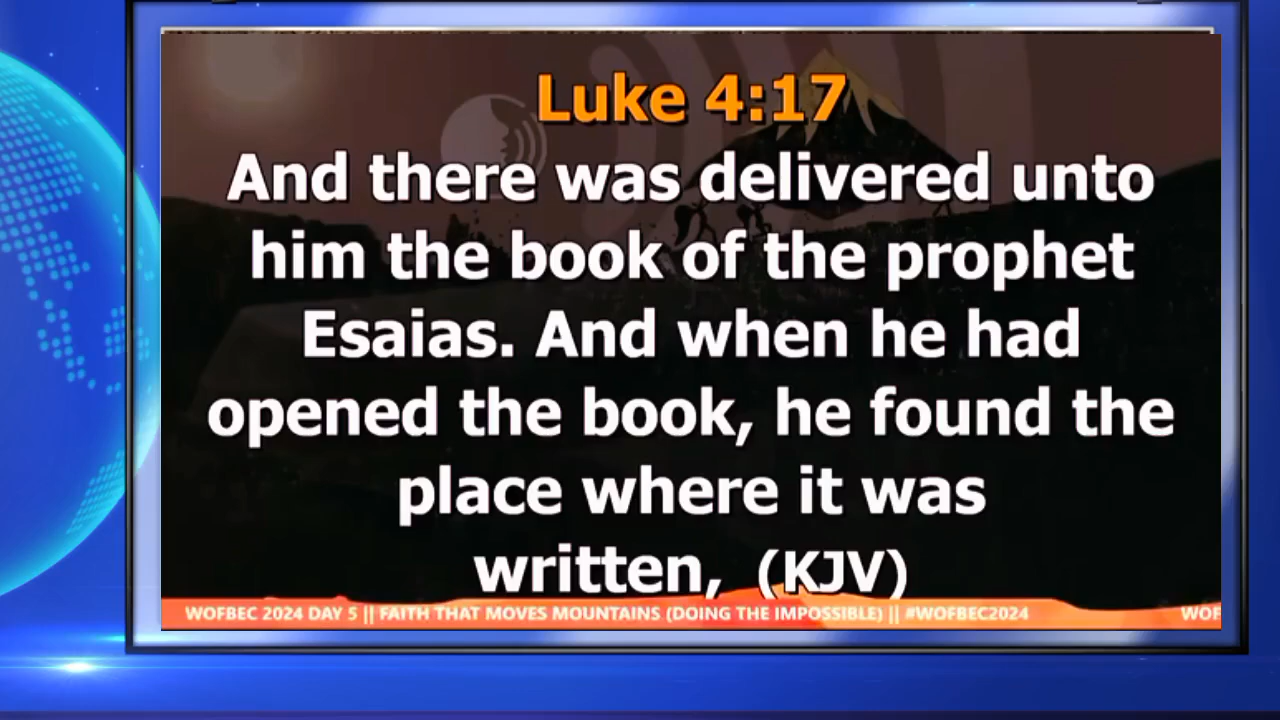 Luke 4:17
And there was delivered unto
him the book of the prophet
Esaias. And when he had
opened the book, he found the
place where it was
written, (KJV)
WOFBEC 2024 DAY 5 || FAITH THAT MOVES MOUNTAINS (DOING THE IMPOSSIBLE) || #WOFBEC2024 WOF